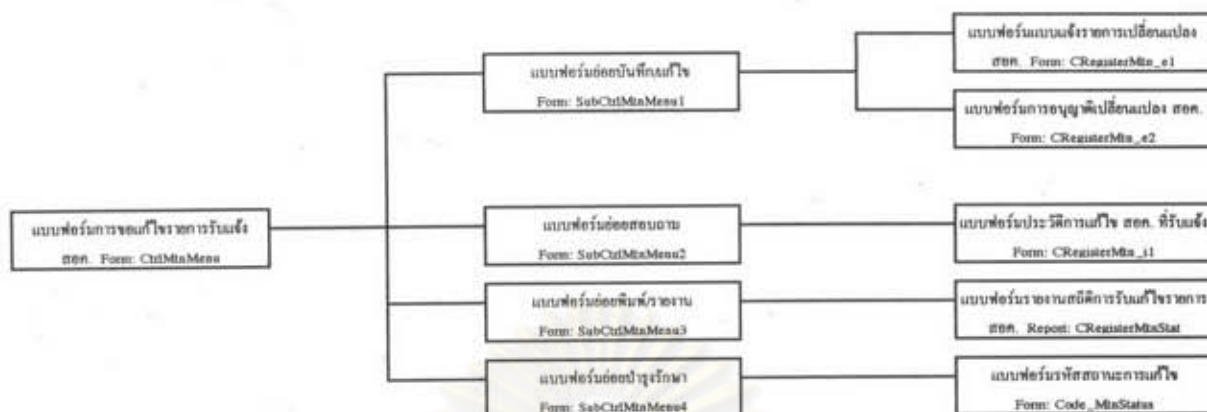 แบบฟอร์มการขอแก้ไขรายการรับแจ้ง
สอค. Form: CtrlMinMenu
แบบฟอร์มย่อยบันทึก/แก้ไข
Form: SubCtrlMinMenu1
แบบฟอร์มแบบแจ้งรายการเปลี่ยนแปลง
สอค. Form: CRegisterMin_e1
แบบฟอร์มการอนุญาติเปลี่ยนแปลง สอค.
Form: CRegisterMin_e2
แบบฟอร์มย่อยสอบถาม
Form: SubCtrlMinMenu2
แบบฟอร์มประวัติการแก้ไข สอค. ที่รับแจ้ง
Form: CRegisterMin_i1
แบบฟอร์มย่อยพิมพ์/รายงาน
Form: SubCtrlMinMenu3
แบบฟอร์มรายงานสถิติการรับแก้ไขรายการ
สอค. Report: CRegisterMinStat
แบบฟอร์มย่อยบำรุงรักษา
Form: SubCtrlMinMenu4
แบบฟอร์มรหัสสถานะการแก้ไข
Form: Code_MinStatus